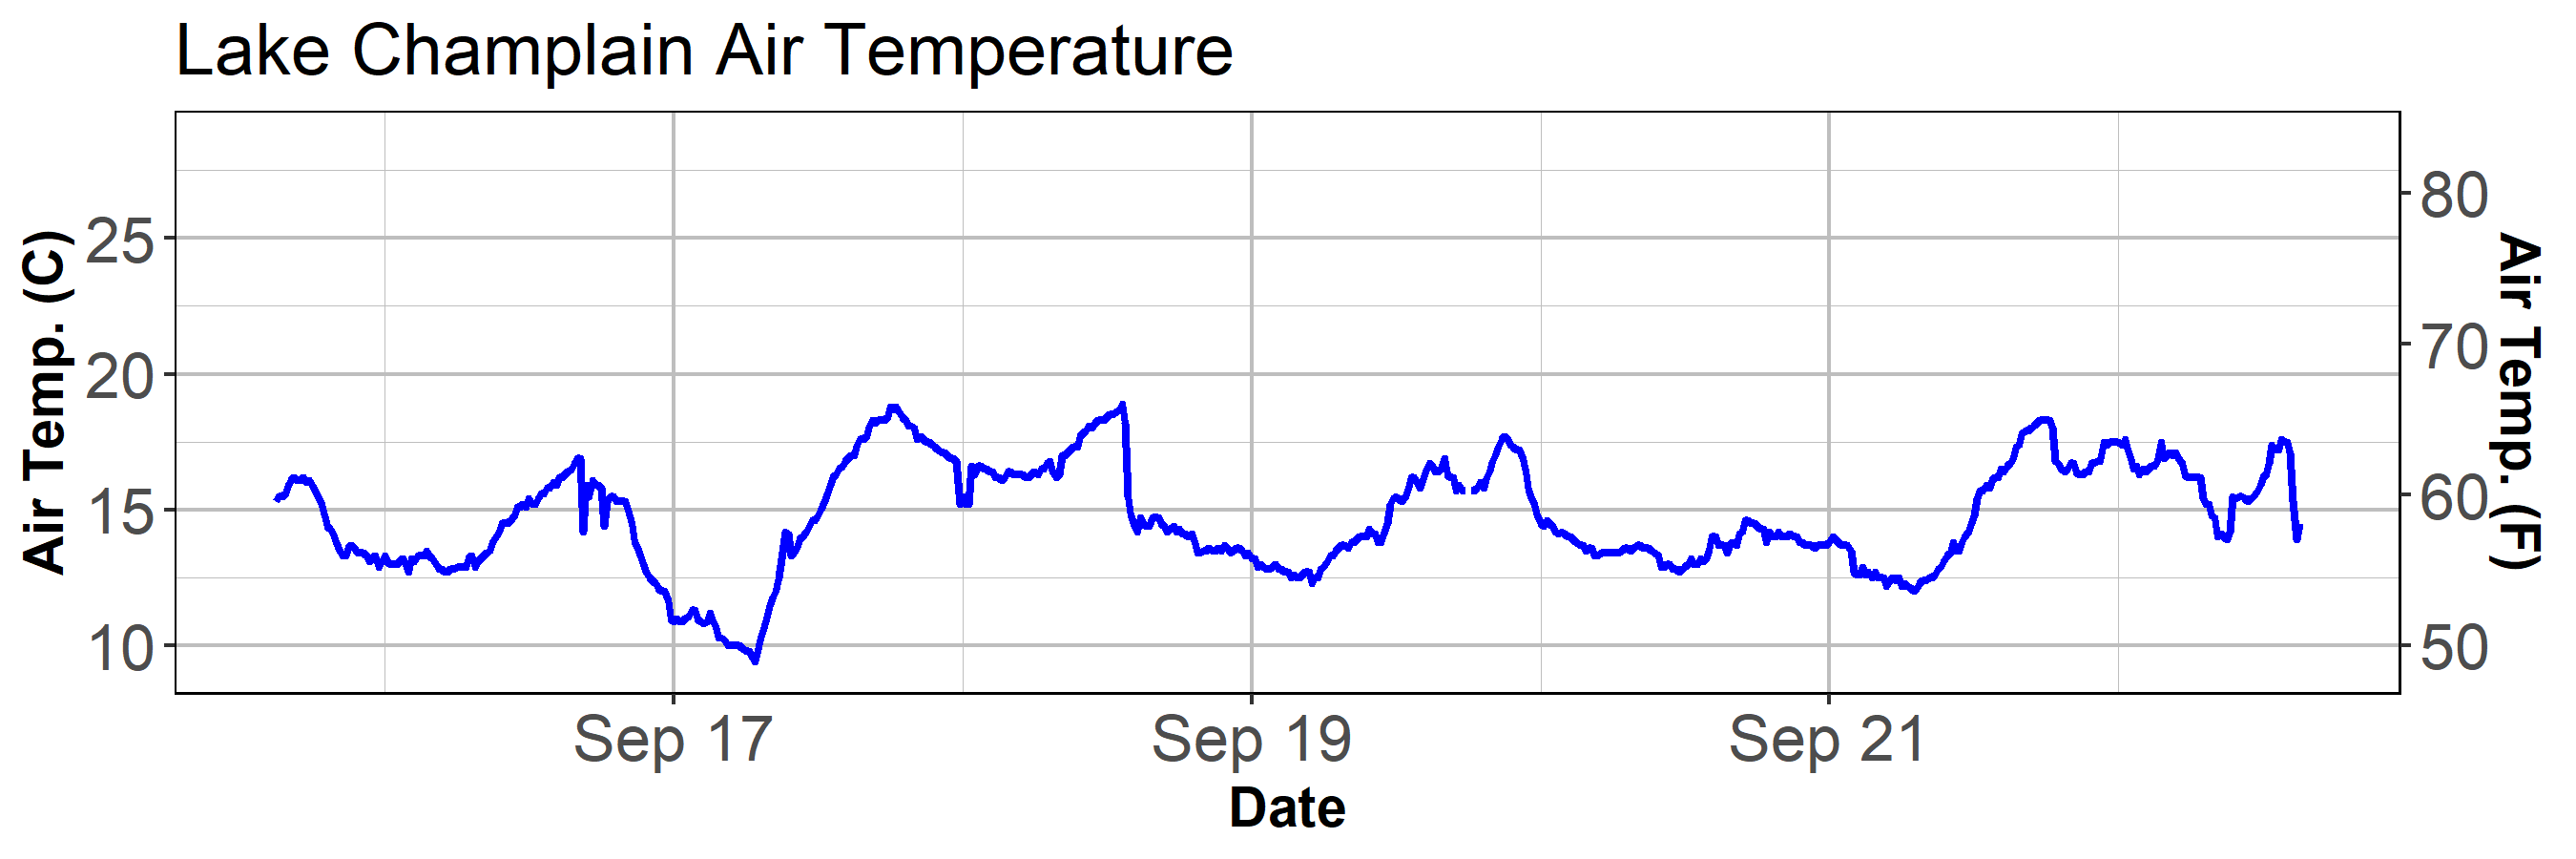 Lake Champlain Air Temperature
Air Temp. (C)
25
20
15
10
80
70
60
50
Air Temp. (F)
Sep 17
Sep 19
Sep 21
Date